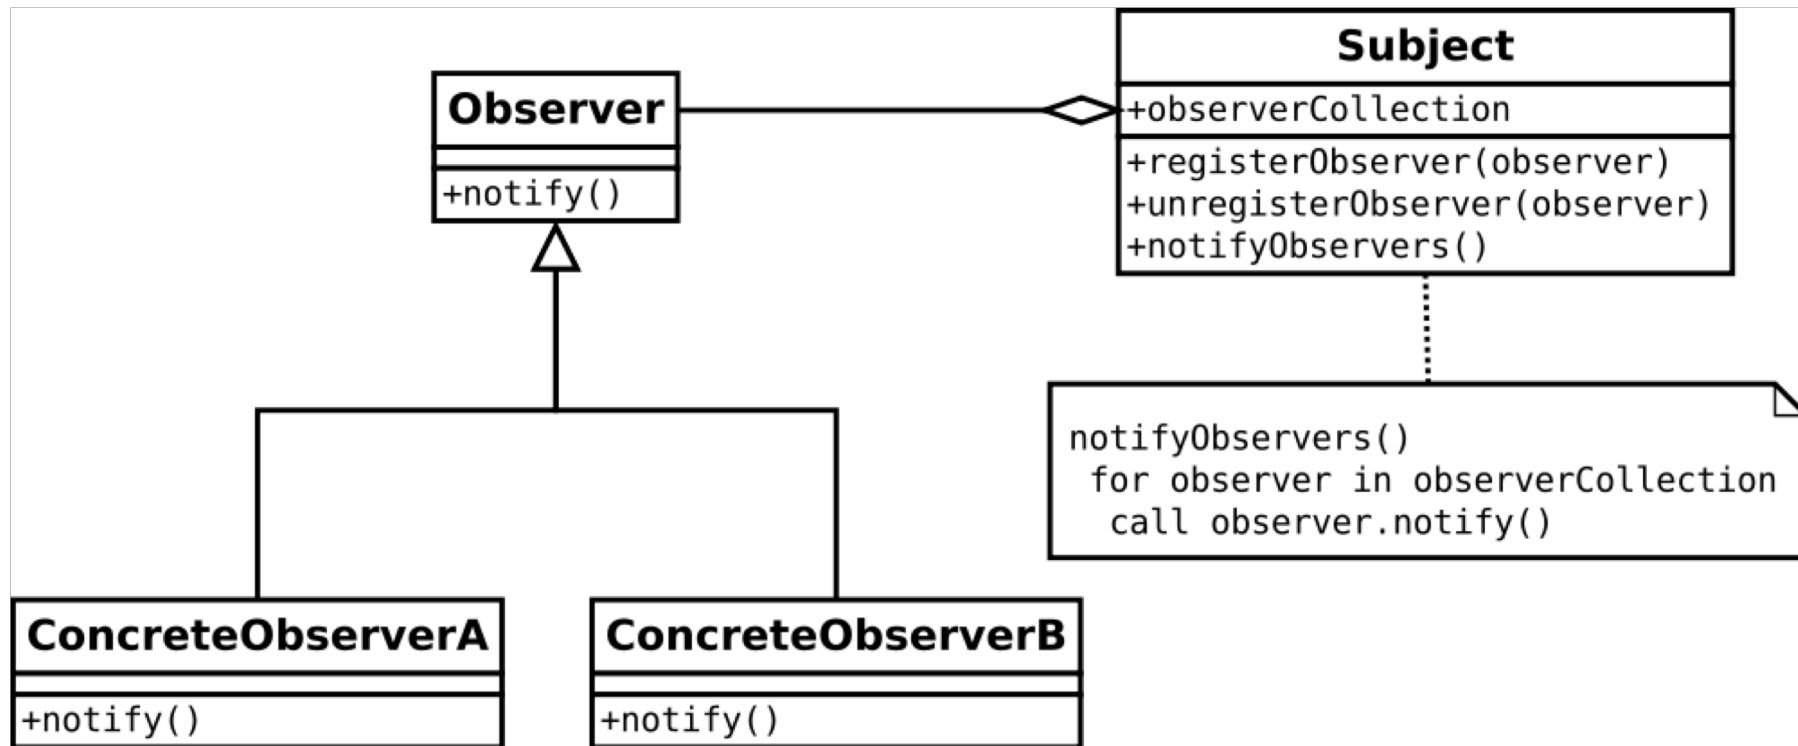 Observer
+notify()
Subject
+observerCollection
+registerObserver(observer)
+unregisterObserver(observer)
+notifyObservers()
notifyObservers()
for observer in observerCollection
call observer.notify()
ConcreteObserverA
+notify()
ConcreteObserverB
+notify()